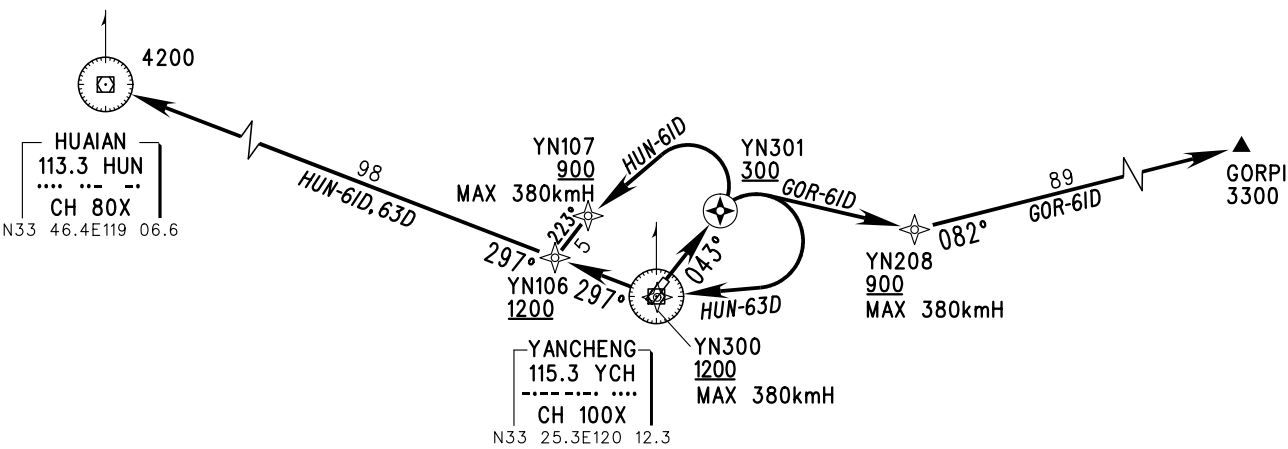 4200
HUAIAN
113.3 HUN
CH 80X
N33 46.4E119 06.6
98
HUN-61D,63D
YN107
900
MAX 380kmH
HUN-61D
YN301
300
GOR-61D
89
GOR-61D
GORPI
3300
223°
5
043°
297°
YN106
1200
297°
HUN-63D
082°
YN208
900
MAX 380kmH
YN300
1200
MAX 380kmH
YANCHENG
115.3 YCH
CH 100X
N33 25.3E120 12.3